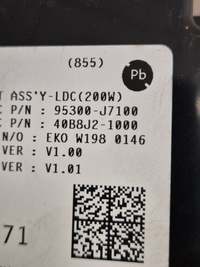 (855)
Pb
T ASS'Y-LDC(200W)
C P/N : 95300-J7100
C P/N : 40B8J2-1000
N/O : EKO W198 0146
VER : V1.00
VER : V1.01
71